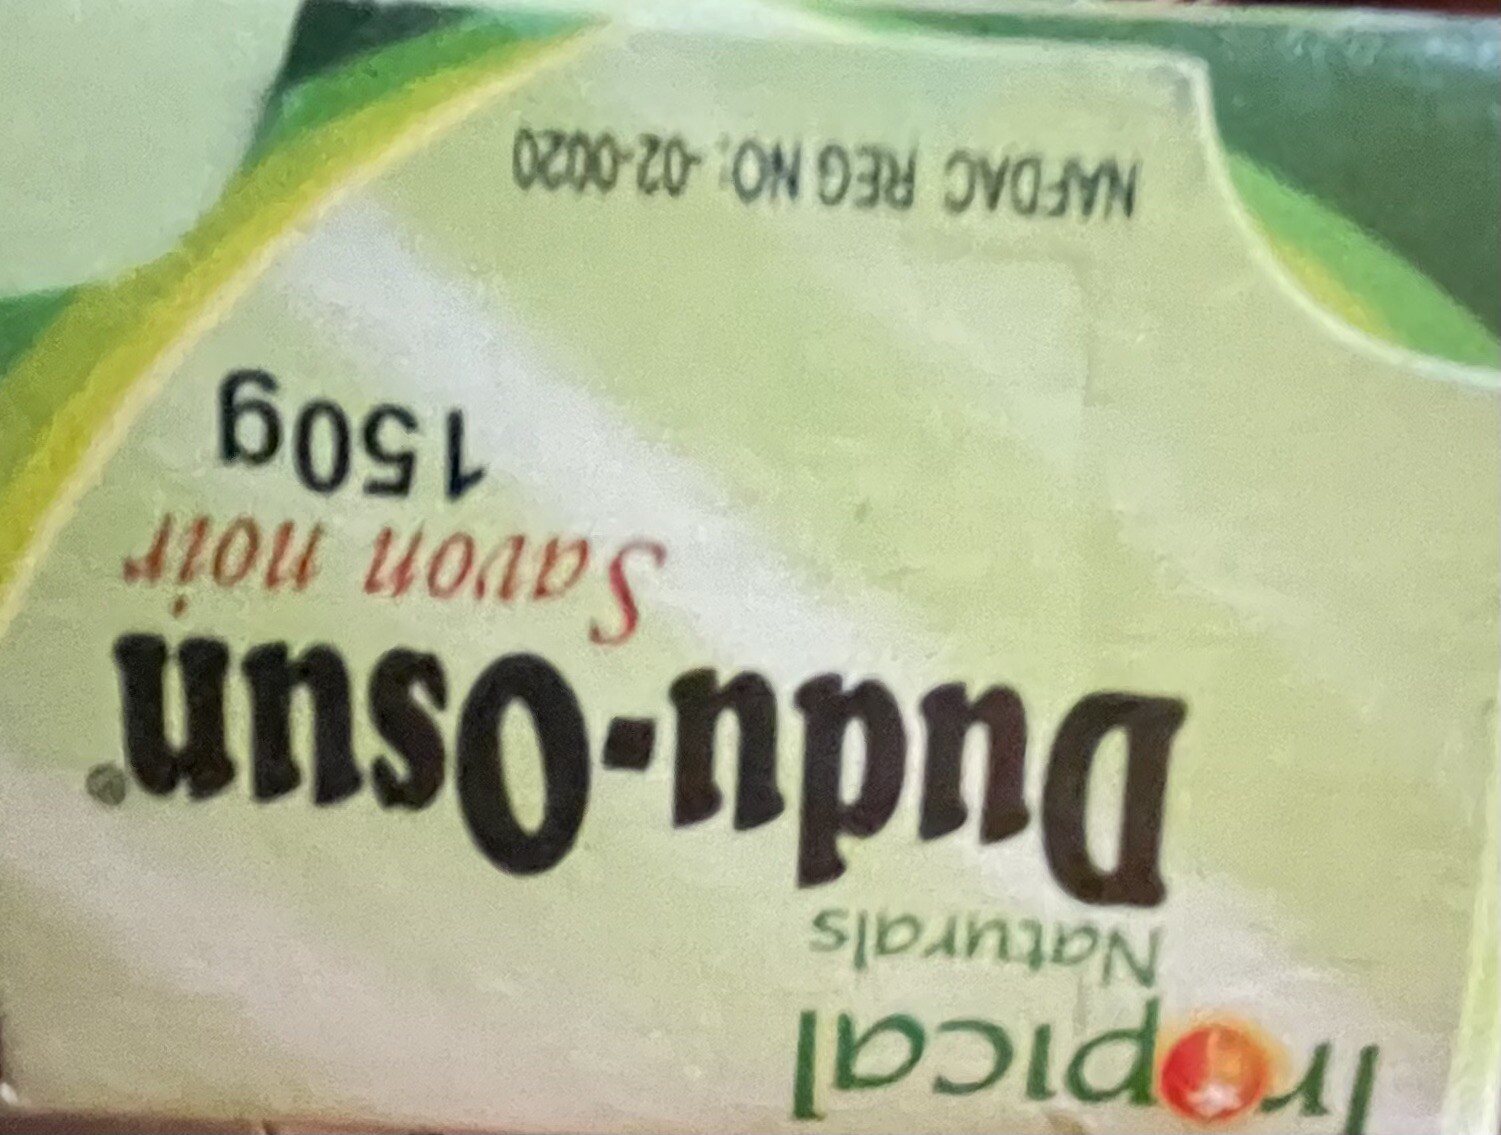 Tropical
Naturals
Dudu-Osun®
Savon noir
150g
NAFDAC REG NO: -02-0020